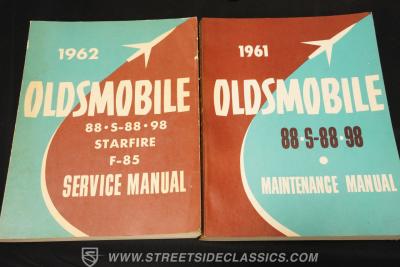 1962
OLDSMOBILE
88 • S-88 • 98
STARFIRE
F-85
SERVICE MANUAL
1961
OLDSMOBILE
88 • S-88 • 98
MAINTENANCE MANUAL
WWW.STREETSIDECLASSICS.COM